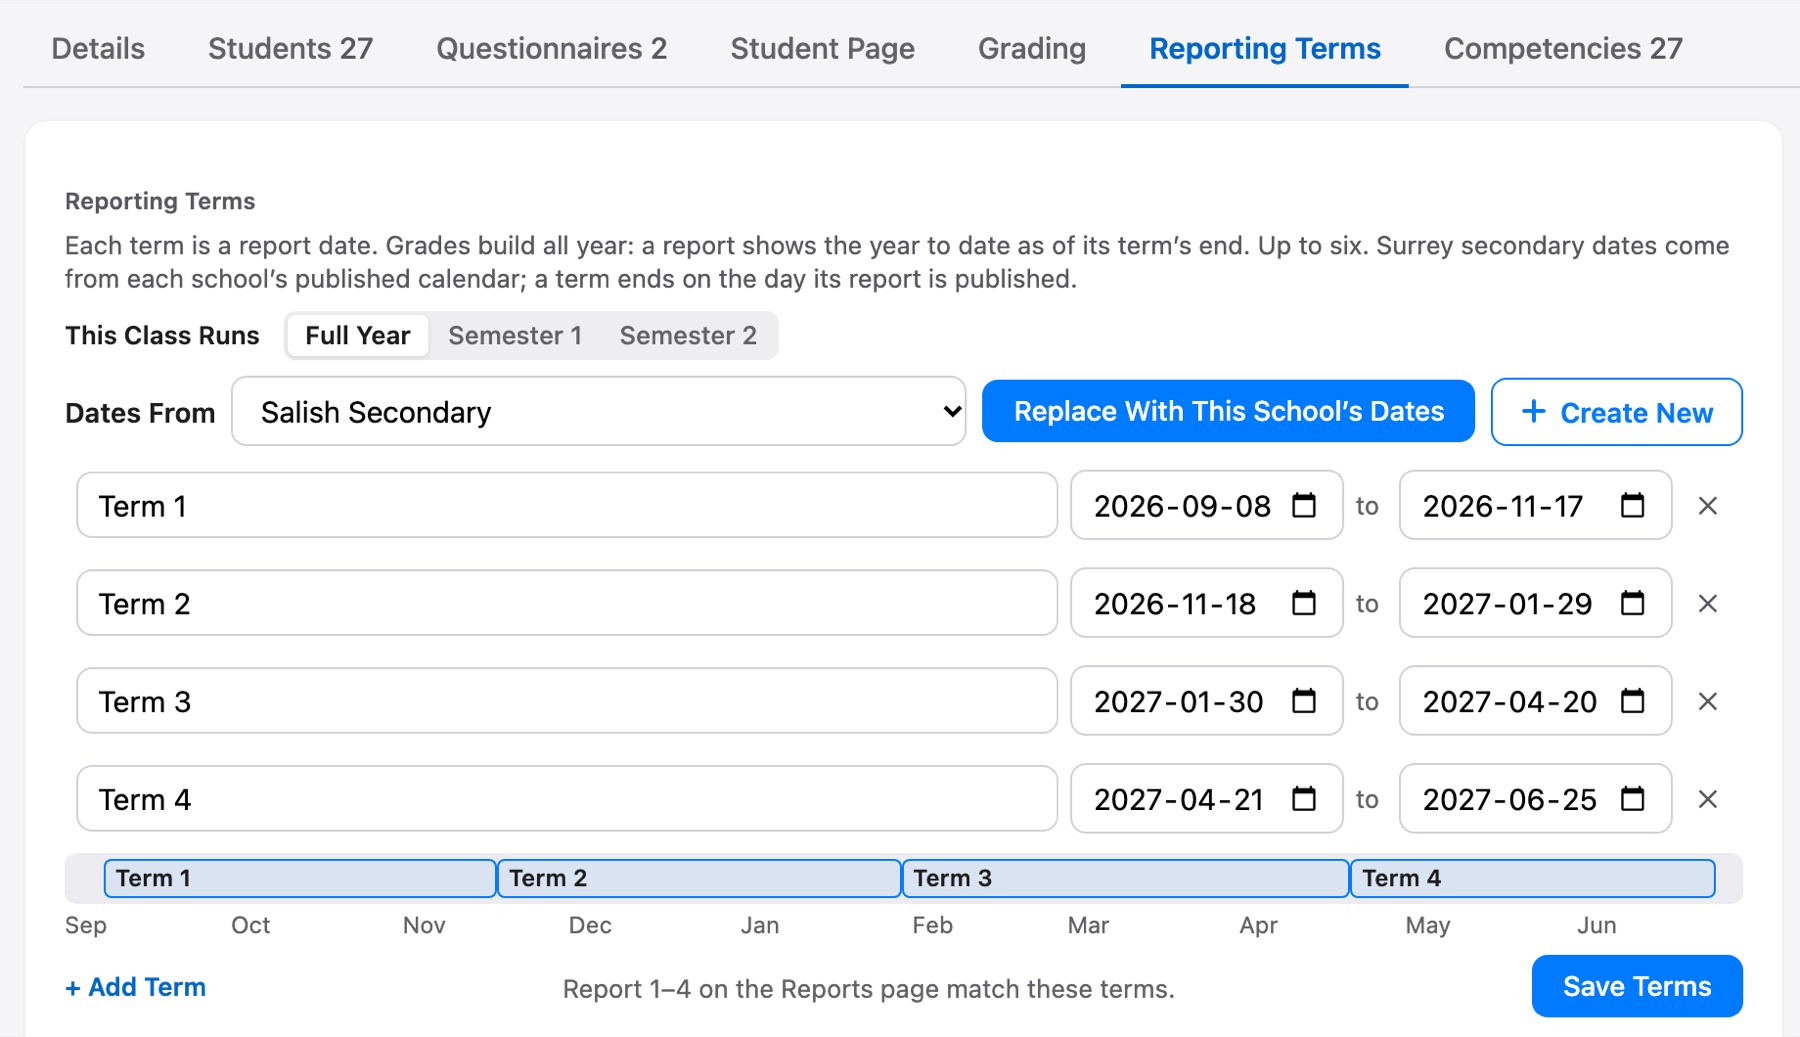 Details Students 27 Questionnaires 2 Student Page Grading Reporting Terms Competencies 27
Reporting Terms
Each term is a report date. Grades build all year: a report shows the year to date as of its term’s end. Up to six. Surrey secondary dates come
from each school’s published calendar; a term ends on the day its report is published.
This Class Runs Full Year Semester 1 Semester 2
Dates From Salish Secondary Replace With This School’s Dates + Create New
Term 1 2026-09-08 to 2026-11-17 ×
Term 2 2026-11-18 to 2027-01-29 ×
Term 3 2027-01-30 to 2027-04-20 ×
Term 4 2027-04-21 to 2027-06-25 ×
Term 1 Term 2 Term 3 Term 4
Sep Oct Nov Dec Jan Feb Mar Apr May Jun
+ Add Term Report 1–4 on the Reports page match these terms. Save Terms